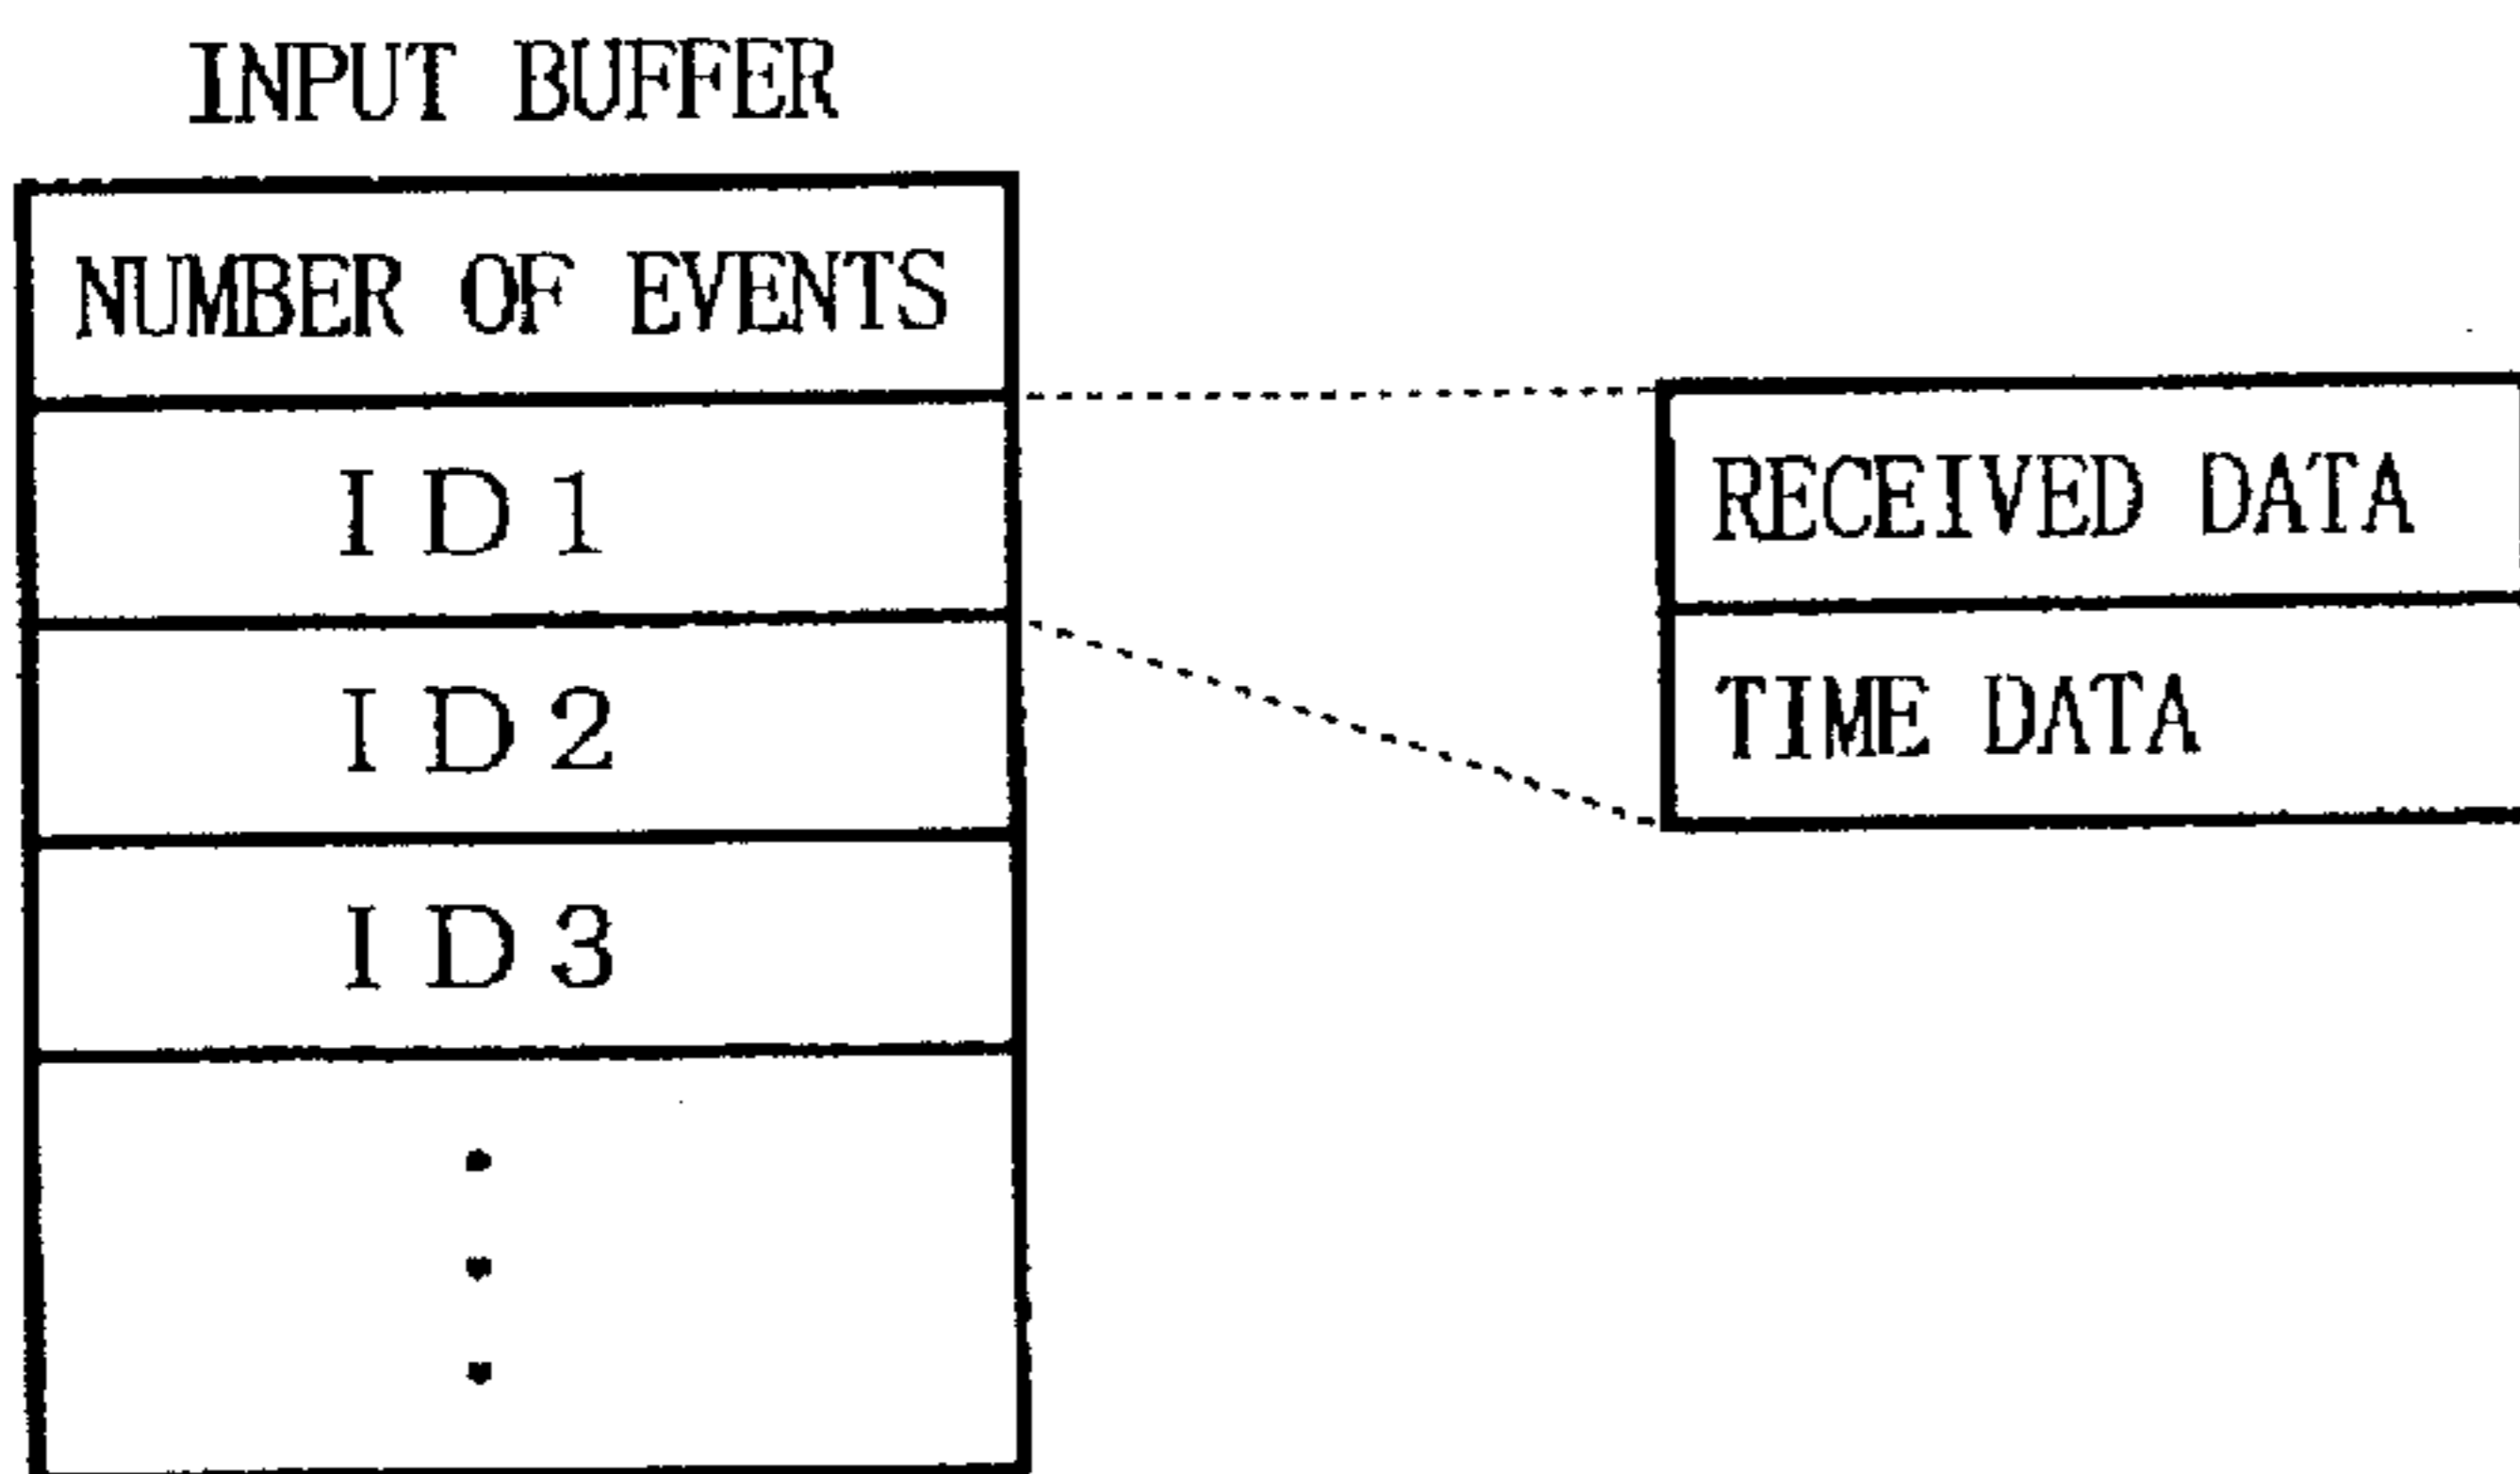 INPUT BUFFER
NUMBER OF EVENTS
ID1
ID2
ID3
RECEIVED DATA
TIME DATA